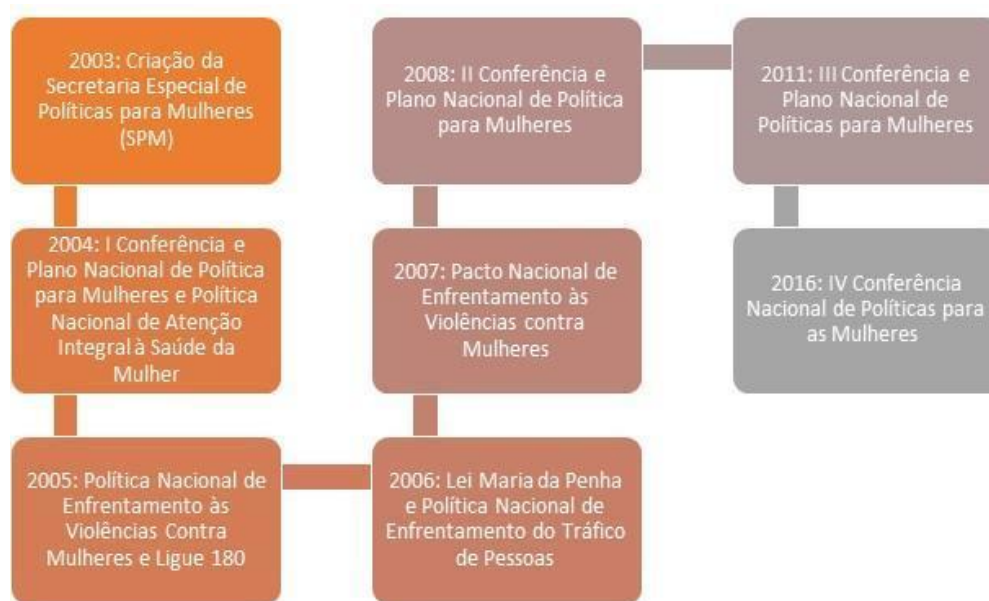 2003: Criação da
Secretaria Especial de
Políticas para Mulheres
(SPM)
2004: I Conferência e
Plano Nacional de Política
para Mulheres e Política
Nacional de Atenção
Integral à Saúde da
Mulher
2005: Política Nacional de
Enfrentamento às
Violências Contra
Mulheres e Ligue 180
2006: Lei Maria da Penha
e Política Nacional de
Enfrentamento do Tráfico
de Pessoas
2007: Pacto Nacional de
Enfrentamento às
Violências contra
Mulheres
2008: II Conferência e
Plano Nacional de Política
para Mulheres
2011: III Conferência e
Plano Nacional de
Políticas para Mulheres
2016: IV Conferência
Nacional de Políticas para
as Mulheres